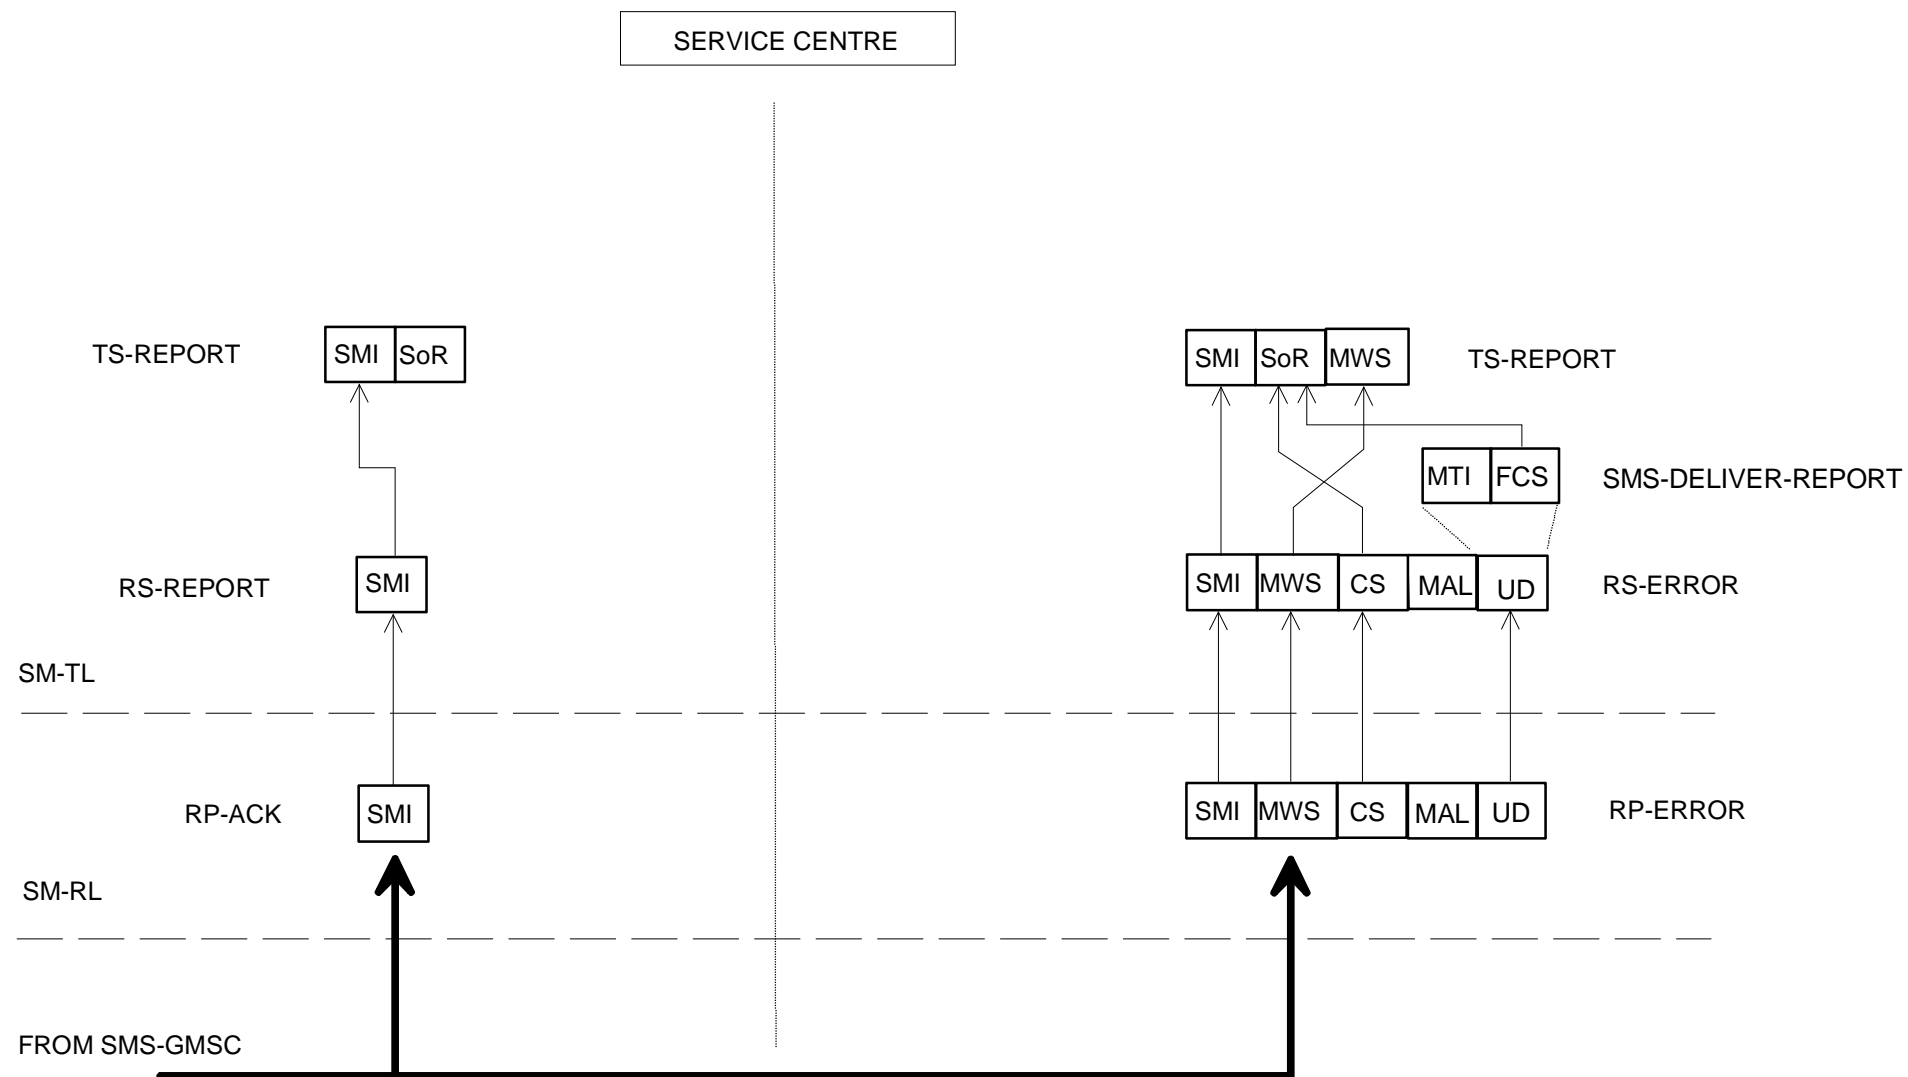 SERVICE CENTRE
TS-REPORT SMI SoR SMI SoR MWS TS-REPORT
MTI FCS SMS-DELIVER-REPORT
RS-REPORT SMI SMI MWS CS MAL UD RS-ERROR
SM-TL
RP-ACK SMI SMI MWS CS MAL UD RP-ERROR
SM-RL
FROM SMS-GMSC